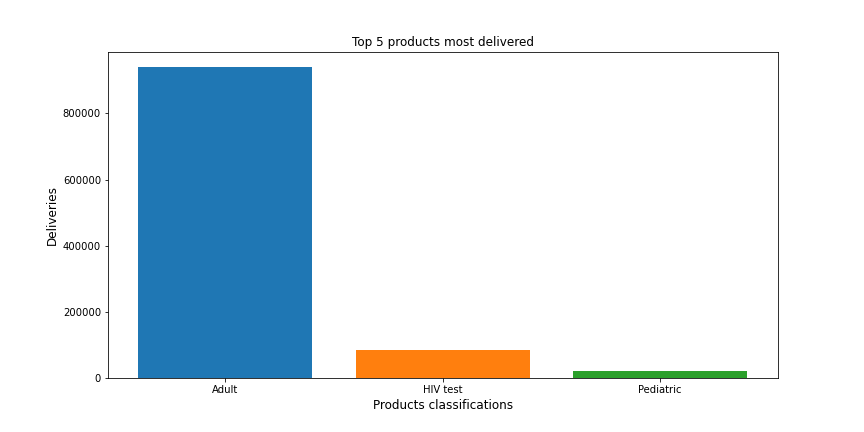 Top 5 products most delivered
Deliveries
800000
600000
400000
200000
0
Adult
HIV test
Pediatric
Products classifications